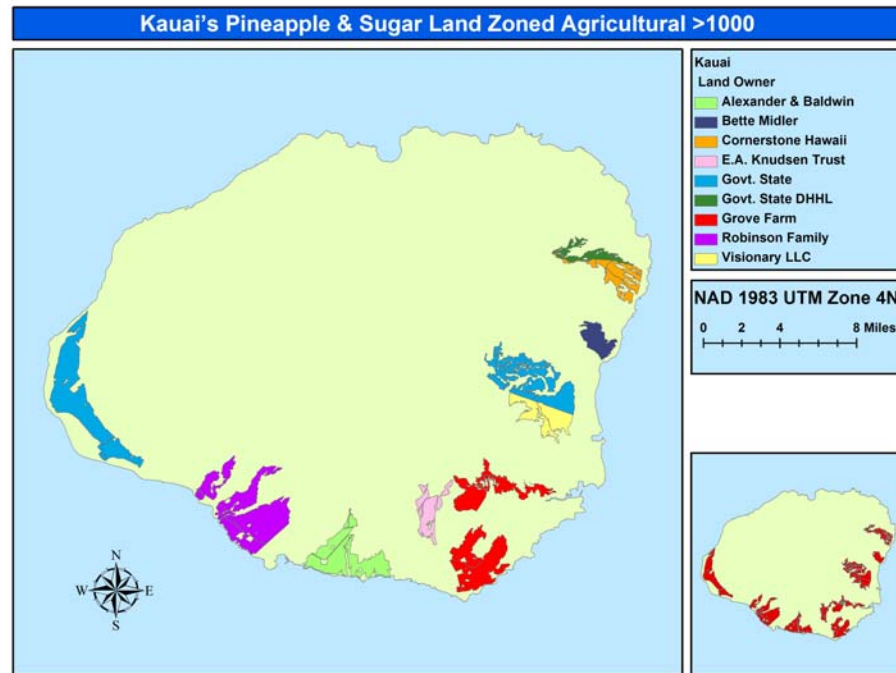 Kauai's Pineapple & Sugar Land Zoned Agricultural >1000
Kauai
Land Owner
Alexander & Baldwin
Bette Midler
Cornerstone Hawaii
E.A. Knudsen Trust
Govt. State
Govt. State DHHL
Grove Farm
Robinson Family
Visionary LLC
NAD 1983 UTM Zone 4N
0 2 4 8 Miles
N
W E
S